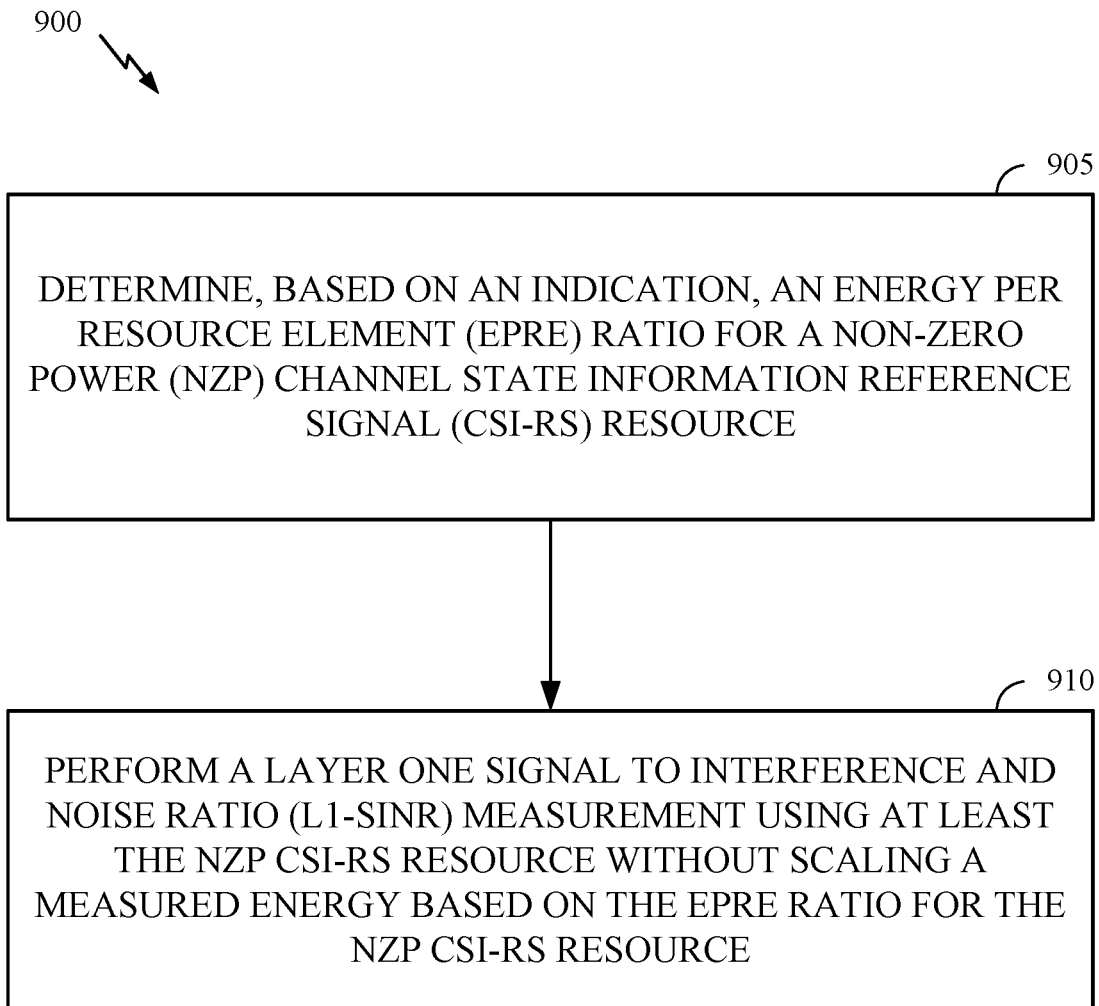 900
905
DETERMINE, BASED ON AN INDICATION, AN ENERGY PER
RESOURCE ELEMENT (EPRE) RATIO FOR A NON-ZERO
POWER (NZP) CHANNEL STATE INFORMATION REFERENCE
SIGNAL (CSI-RS) RESOURCE
910
PERFORM A LAYER ONE SIGNAL TO INTERFERENCE AND
NOISE RATIO (L1-SINR) MEASUREMENT USING AT LEAST
THE NZP CSI-RS RESOURCE WITHOUT SCALING A
MEASURED ENERGY BASED ON THE EPRE RATIO FOR THE
NZP CSI-RS RESOURCE